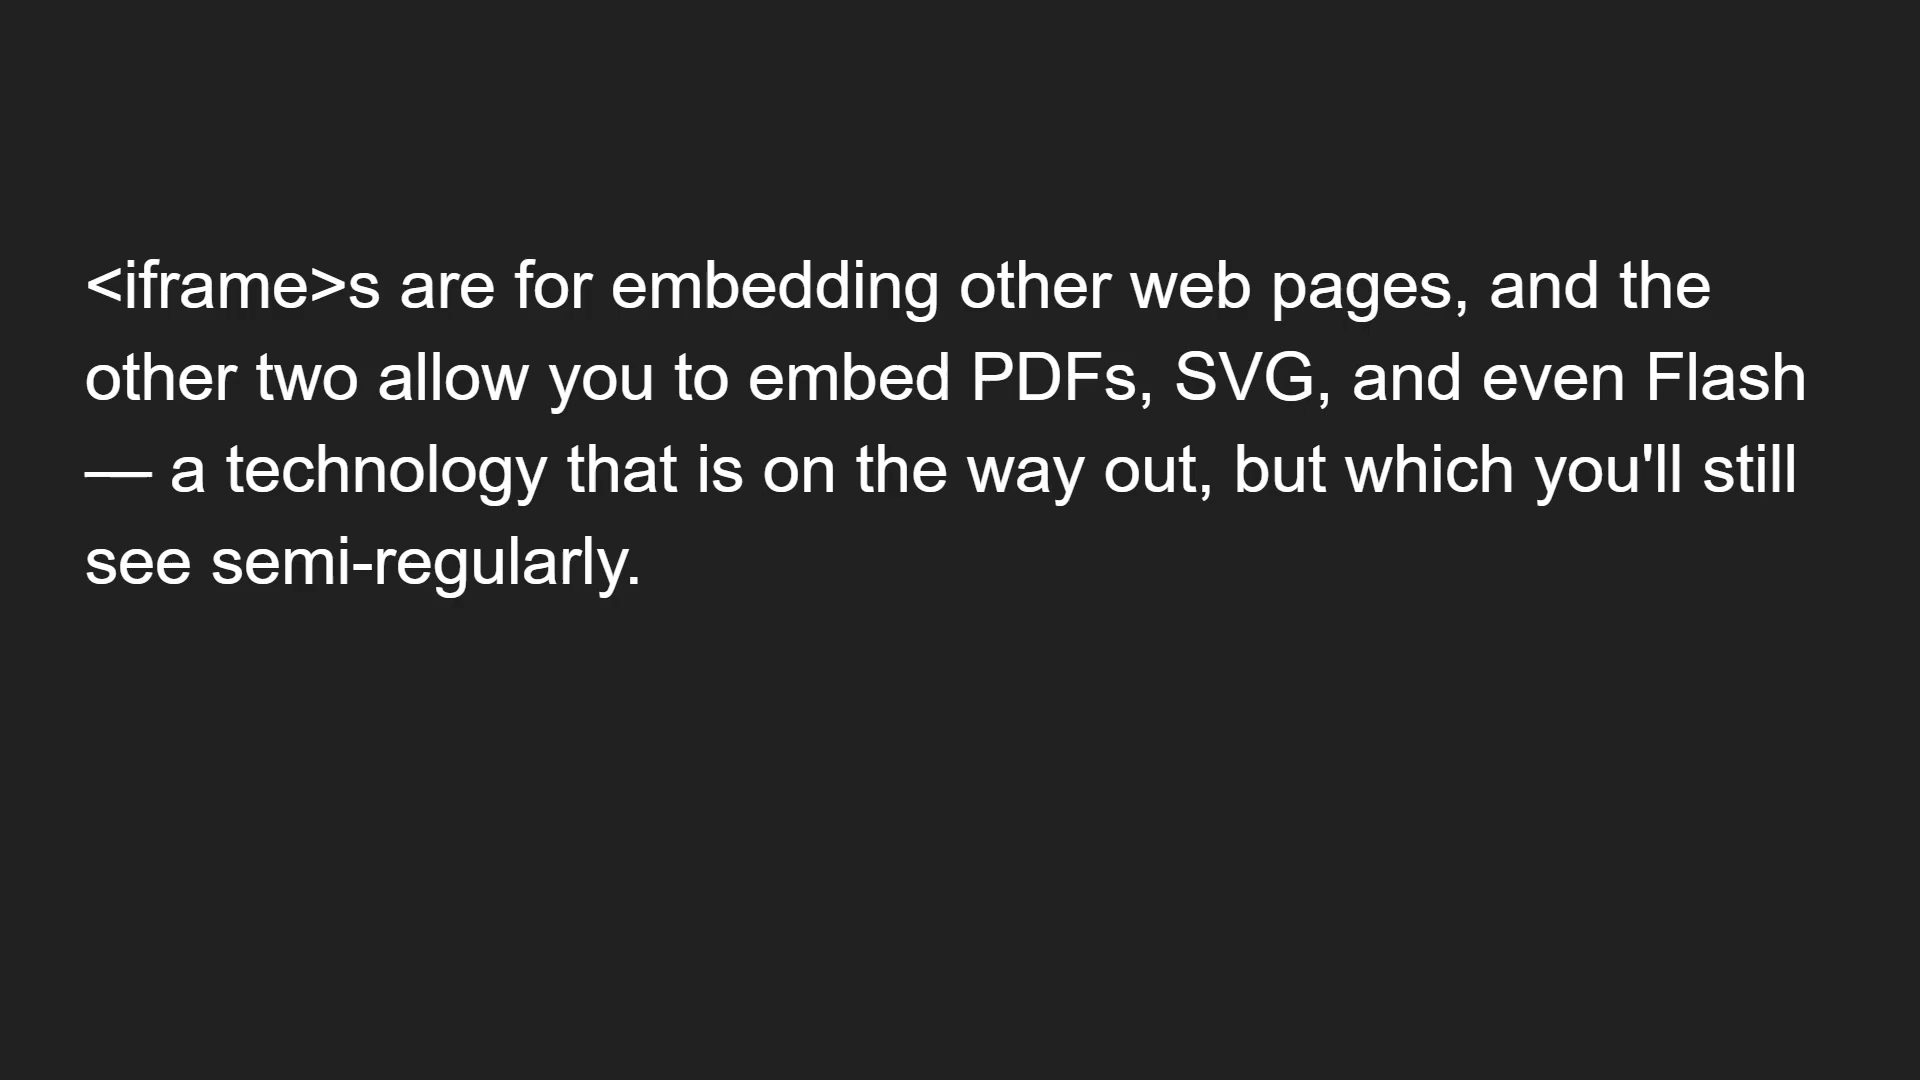 <iframe>s are for embedding other web pages, and the
other two allow you to embed PDFs, SVG, and even Flash
— a technology that is on the way out, but which you'll still
see semi-regularly.